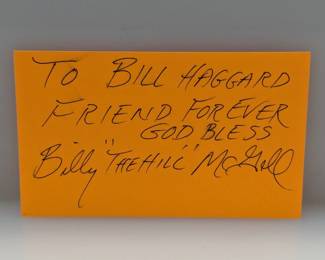 To BILL HAGGARD
FRIEND FOREVER
GOD BLESS
Billy "THE HILL" McGill